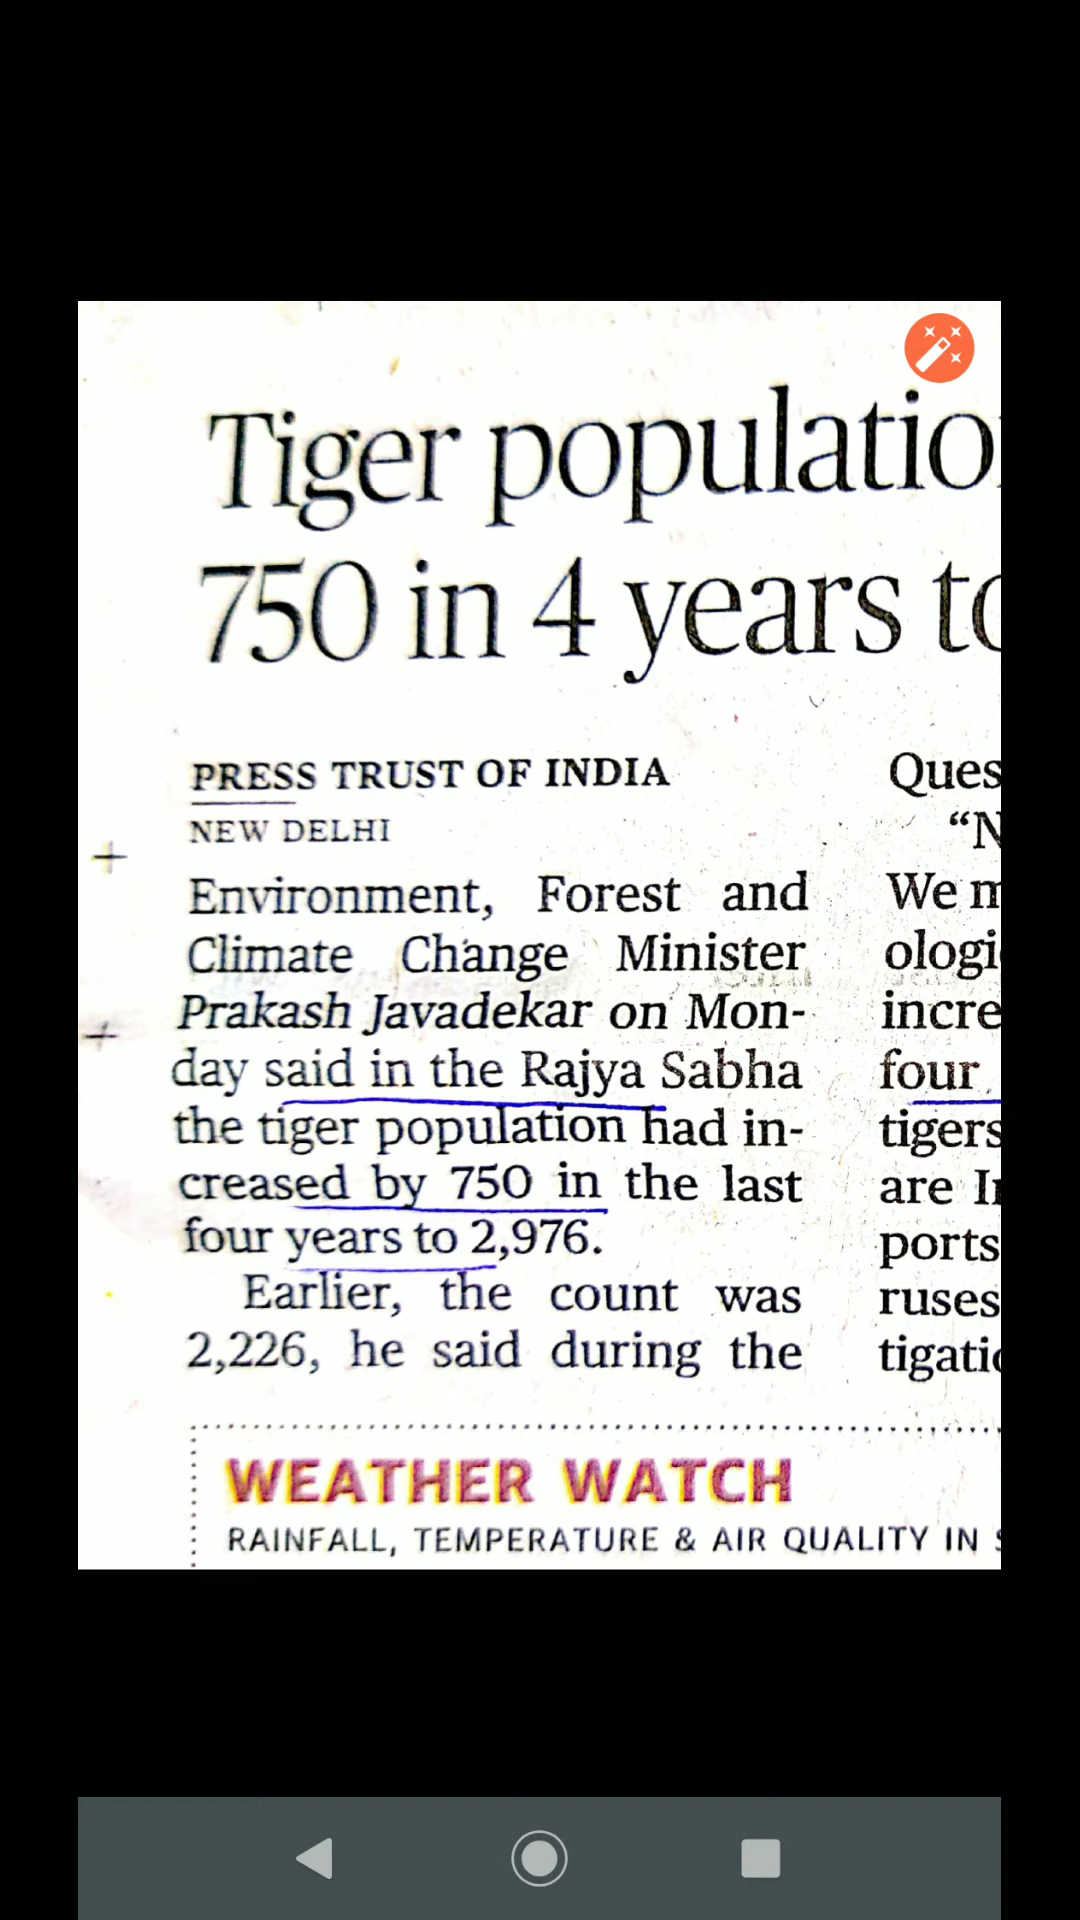 Tiger populatio
750 in 4 years to
PRESS TRUST OF INDIA
NEW DELHI
Environment, Forest and
Climate Change Minister
Prakash Javadekar on Mon-
day said in the Rajya Sabha
the tiger population had in-
creased by 750 in the last
four years to 2,976.
Earlier, the count was
2,226, he said during the
Ques
“N
We m
ologi
incre
four
tigers
are
ports
ruses
tigati
WEATHER WATCH
RAINFALL, TEMPERATURE & AIR QUALITY IN